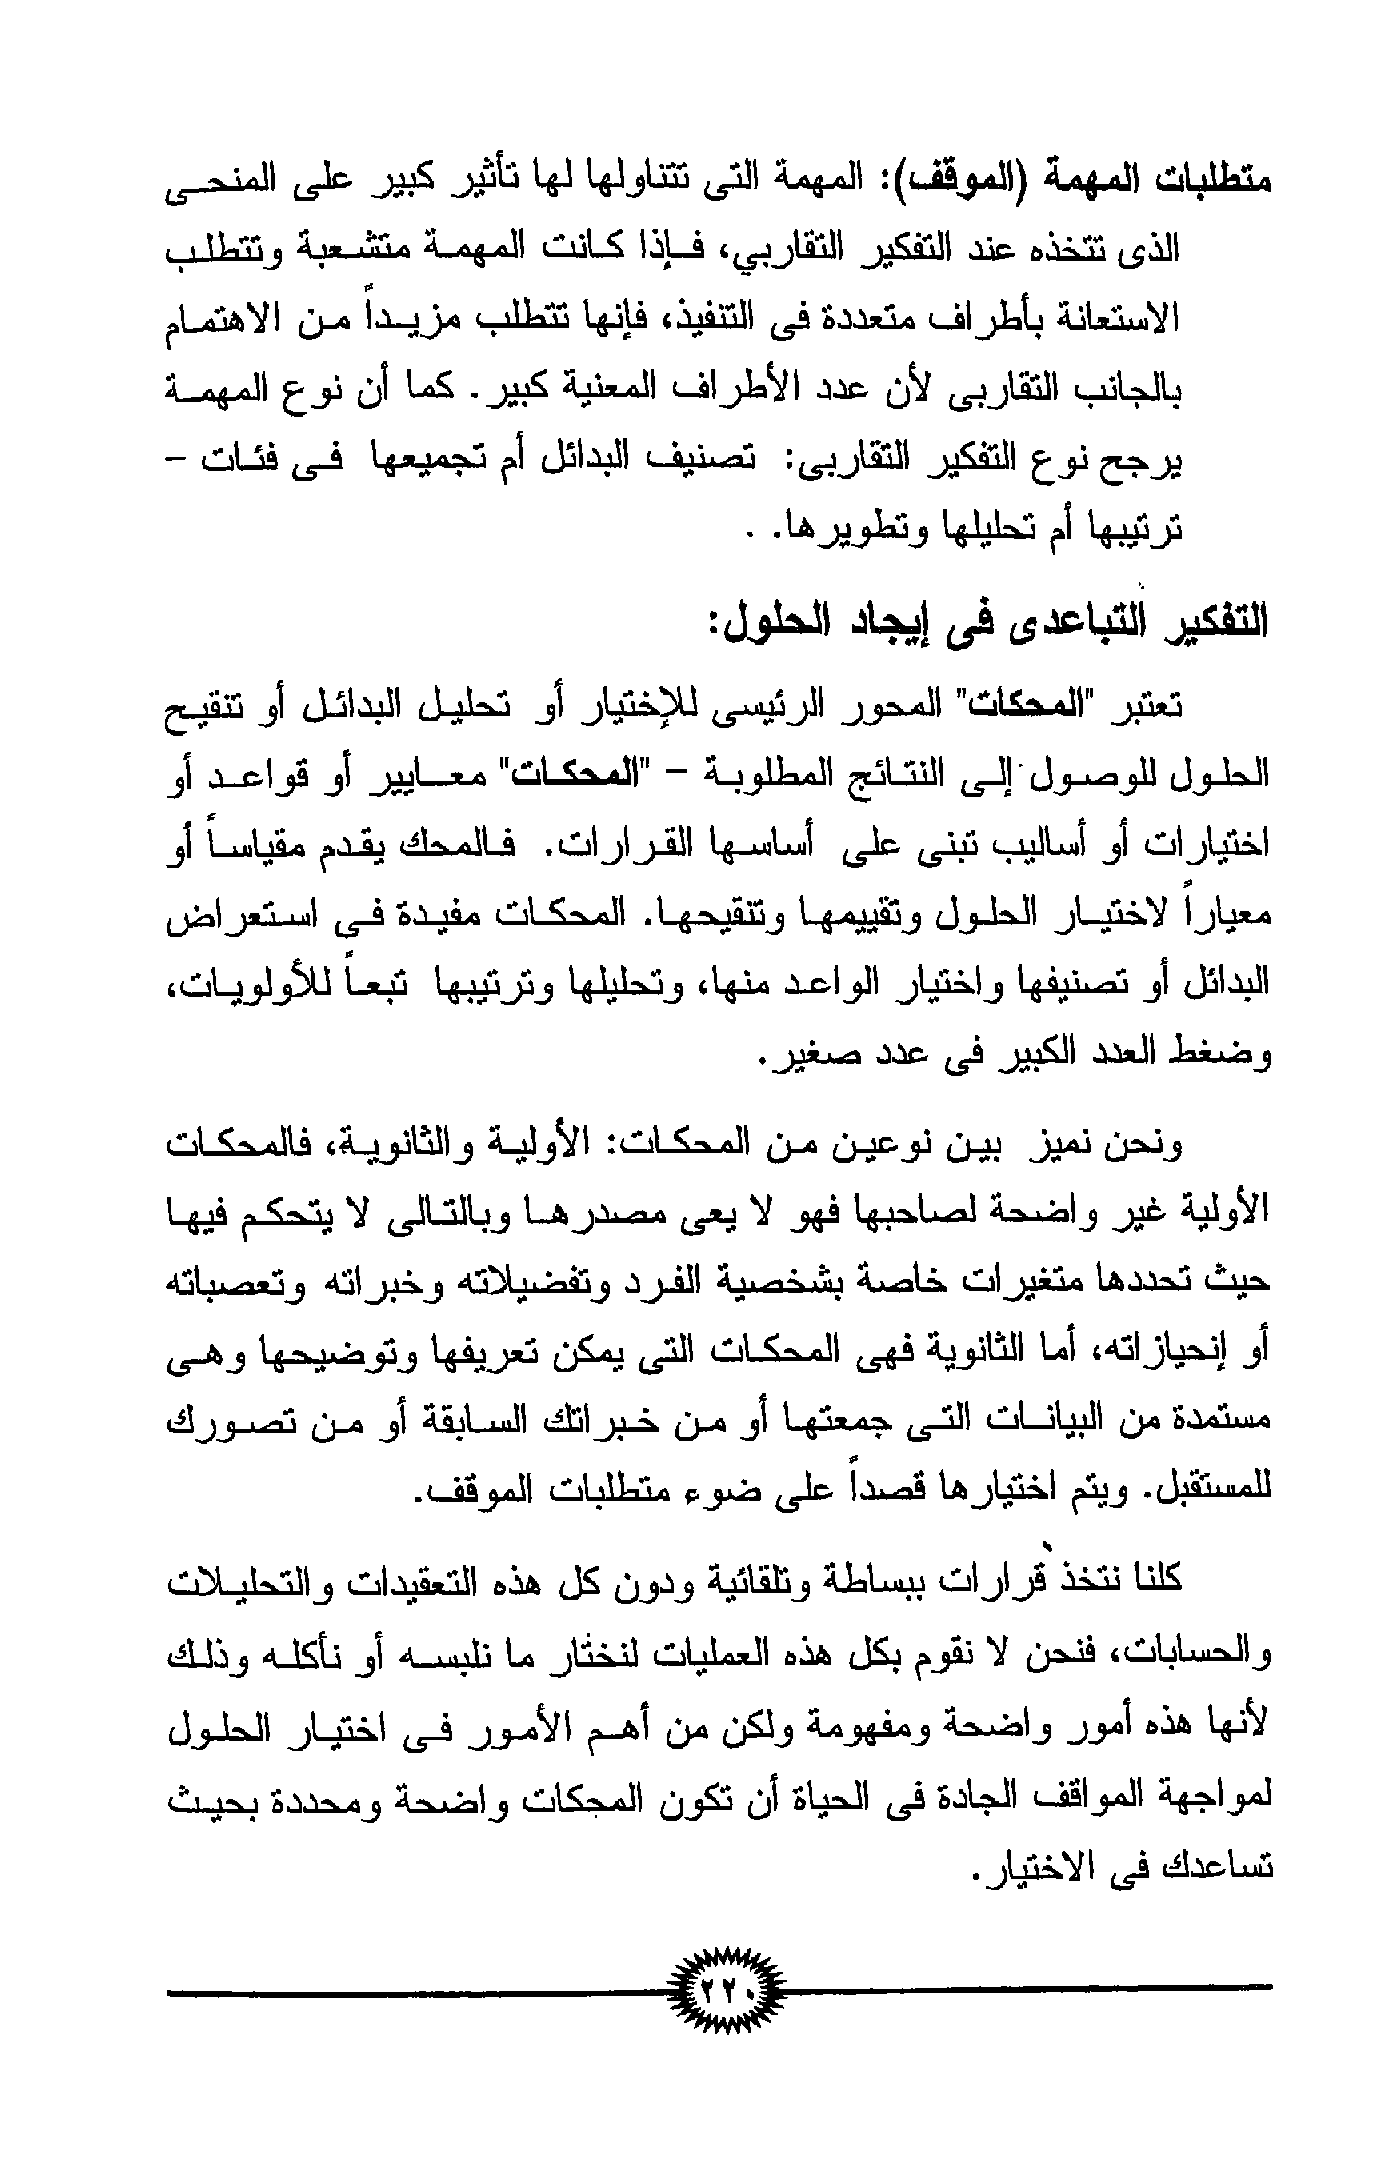 متطلبات المهمة (الموقف): المهمة التى تتناولها لها تأثير كبير على المنحى
الذى تتخذه عند التفكير التقاربي، فإذا كانت المهمة متشعبة وتتطلب
الاستعانة بأطراف متعددة فى التنفيذ، فإنها تتطلب مزيداً من الاهتمام
بالجانب التقاربى لأن عدد الأطراف المعنية كبير. كما أن نوع المهمة
يرجح نوع التفكير التقاربى: تصنيف البدائل أم تجميعها فى فئات -
ترتيبها أم تحليلها وتطويرها. .
التفكير التباعدى فى إيجاد الحلول:
تعتبر "المحكات" المحور الرئيسى للإختيار أو تحليل البدائل أو تنقيح
الحلول للوصول إلى النتائج المطلوبة - "المحكات" معايير أو قواعد أو
اختيارات أو أساليب تبنى على أساسها القرارات. فالمحك يقدم مقياساً أو
معياراً لاختيار الحلول وتقييمها وتنقيحها. المحكات مفيدة فى استعراض
البدائل أو تصنيفها واختيار الواعد منها، وتحليلها وترتيبها تبعاً للأولويات،
وضغط العدد الكبير فى عدد صغير.
ونحن نميز بين نوعين من المحكات: الأولية والثانوية، فالمحكات
الأولية غير واضحة لصاحبها فهو لا يعى مصدرها وبالتالى لا يتحكم فيها
حيث تحددها متغيرات خاصة بشخصية الفرد وتفضيلاته وخبراته وتعصباته
أو إنحيازاته، أما الثانوية فهى المحكات التى يمكن تعريفها وتوضيحها وهى
مستمدة من البيانات التى جمعتها أو من خبراتك السابقة أو من تصورك
للمستقبل. ويتم اختيارها قصداً على ضوء متطلبات الموقف.
كلنا نتخذ قرارات ببساطة وتلقائية ودون كل هذه التعقيدات والتحليلات
والحسابات، فنحن لا نقوم بكل هذه العمليات لنختار ما نلبسه أو نأكله وذلك
لأنها هذه أمور واضحة ومفهومة ولكن من أهم الأمور فى اختيار الحلول
لمواجهة المواقف الجادة فى الحياة أن تكون المحكات واضحة ومحددة بحيث
تساعدك فى الاختيار.
٢٢٠